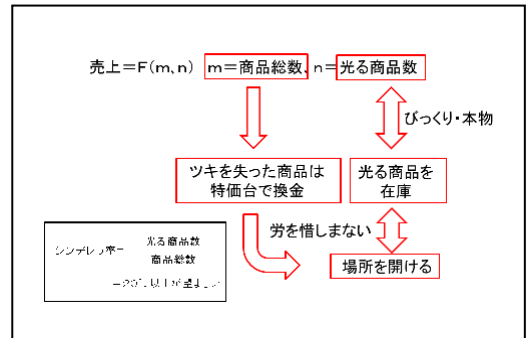 売上＝F(m,n) m＝商品総数、n＝光る商品数
びっくり・本物
ツキを失った商品は
特価台で換金
光る商品を
在庫
労を惜しまない
場所を開ける
シンデレラ率＝
光る商品数
商品総数